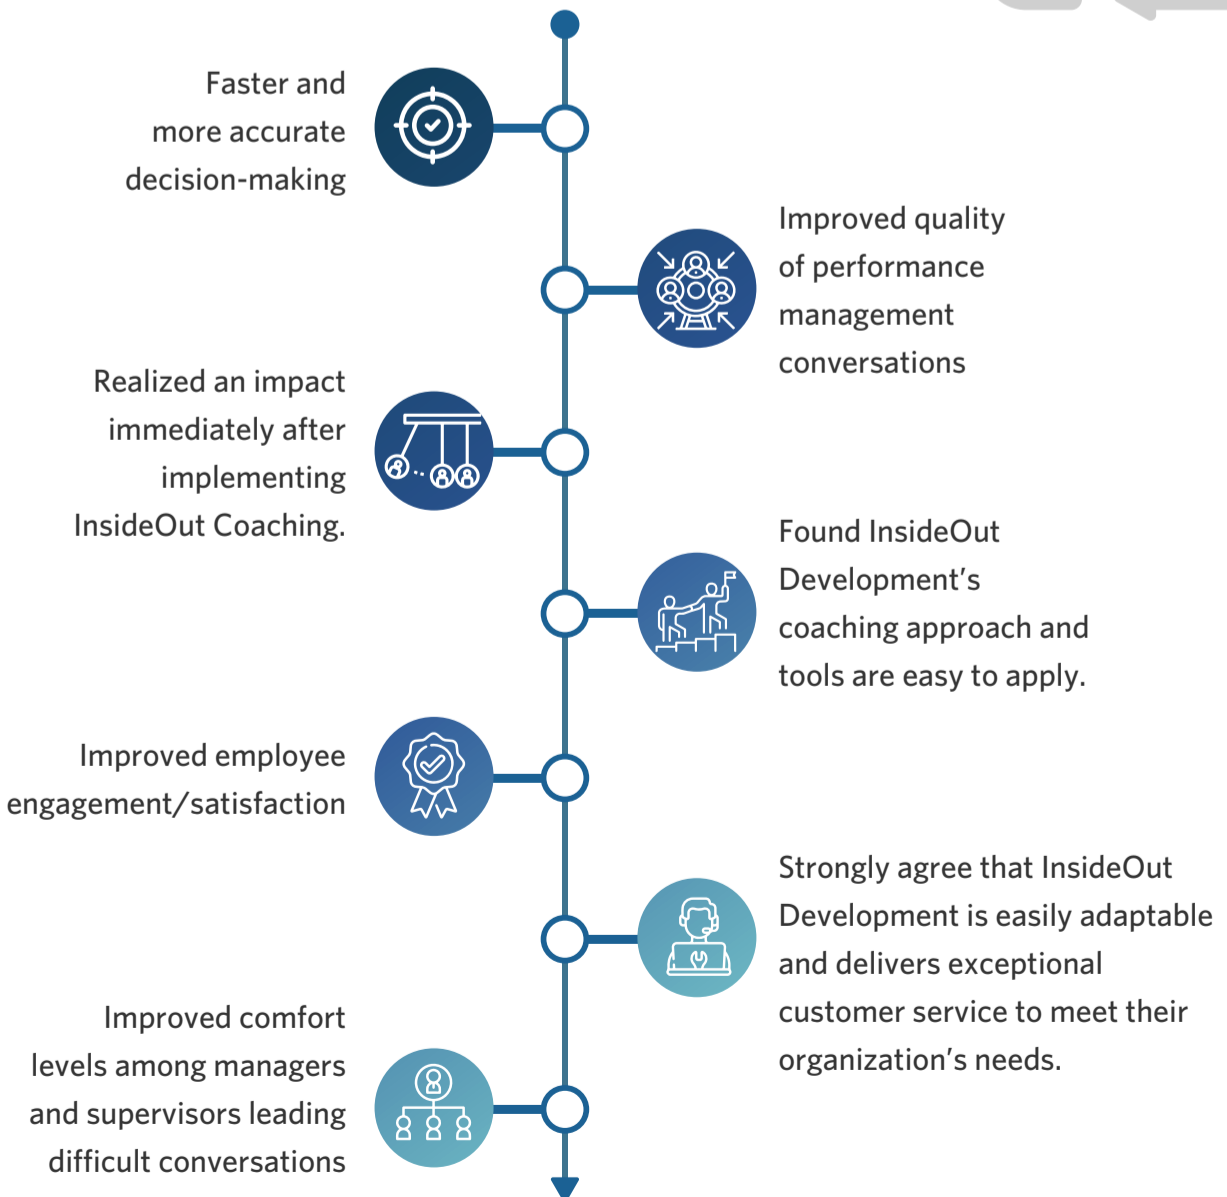 Faster and
more accurate
decision-making
Improved quality
of performance
management
conversations
Realized an impact
immediately after
implementing
InsideOut Coaching.
Found InsideOut
Development’s
coaching approach and
tools are easy to apply.
Improved employee
engagement/satisfaction
Strongly agree that InsideOut
Development is easily adaptable
and delivers exceptional
customer service to meet their
organization’s needs.
Improved comfort
levels among managers
and supervisors leading
difficult conversations